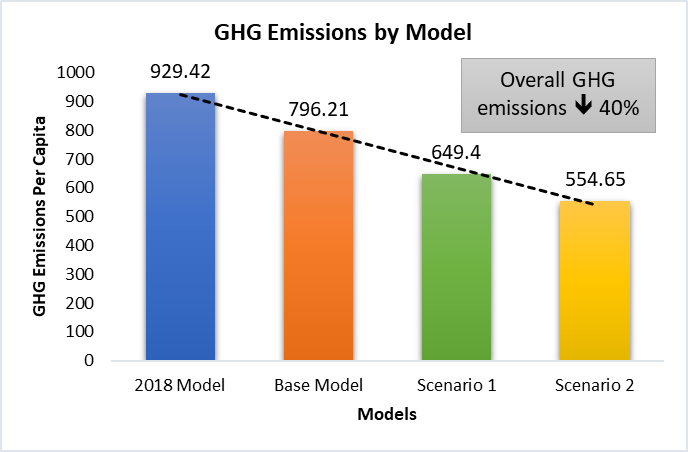 GHG Emissions by Model
Overall GHG
emissions 🡻 40%
GHG Emissions Per Capita
1000
900
800
700
600
500
400
300
200
100
0
929.42
796.21
649.4
554.65
2018 Model
Base Model
Scenario 1
Scenario 2
Models